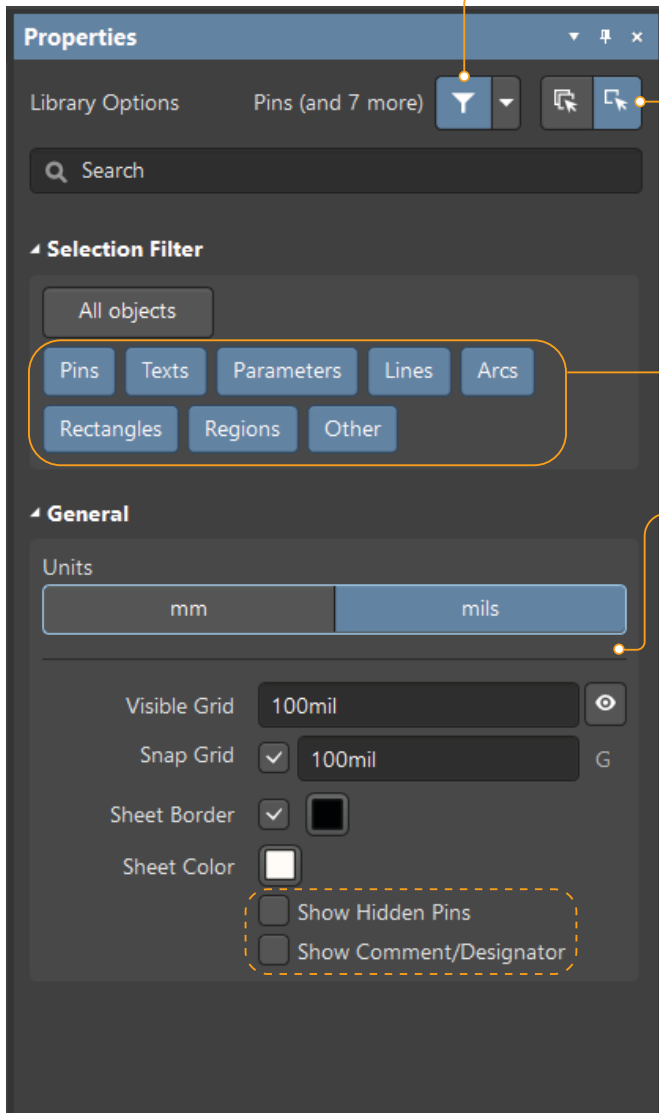 Properties
Library Options Pins (and 7 more)
Search
Selection Filter
All objects
Pins Texts Parameters Lines Arcs
Rectangles Regions Other
General
Units
mm mils
Visible Grid 100mil
Snap Grid 100mil G
Sheet Border
Sheet Color
Show Hidden Pins
Show Comment/Designator